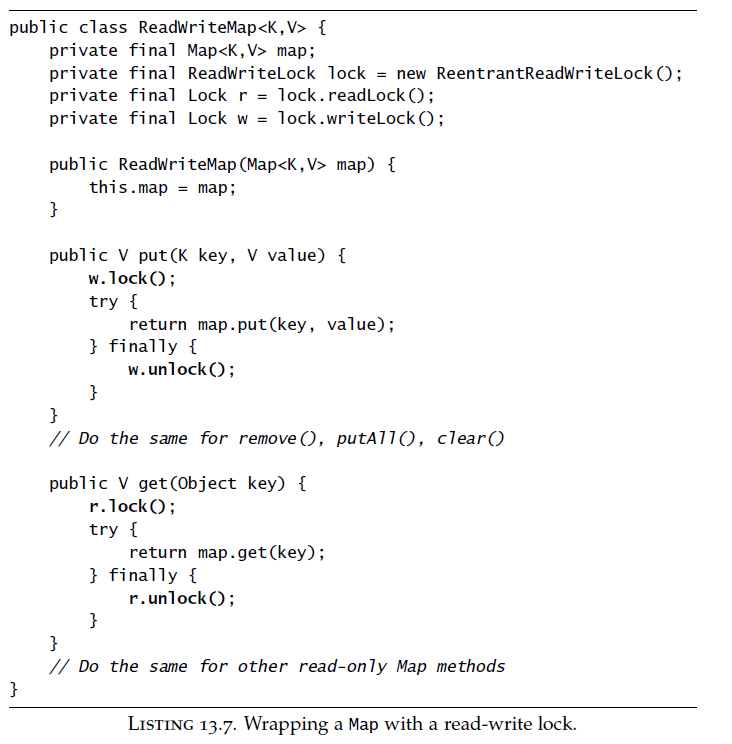 public class ReadWriteMap<K,V> {
    private final Map<K,V> map;
    private final ReadWriteLock lock = new ReentrantReadWriteLock();
    private final Lock r = lock.readLock();
    private final Lock w = lock.writeLock();

    public ReadWriteMap(Map<K,V> map) {
        this.map = map;
    }

    public V put(K key, V value) {
        w.lock();
        try {
            return map.put(key, value);
        } finally {
            w.unlock();
        }
    }
    // Do the same for remove(), putAll(), clear()

    public V get(Object key) {
        r.lock();
        try {
            return map.get(key);
        } finally {
            r.unlock();
        }
    }
    // Do the same for other read-only Map methods
}
LISTING 13.7. Wrapping a Map with a read-write lock.